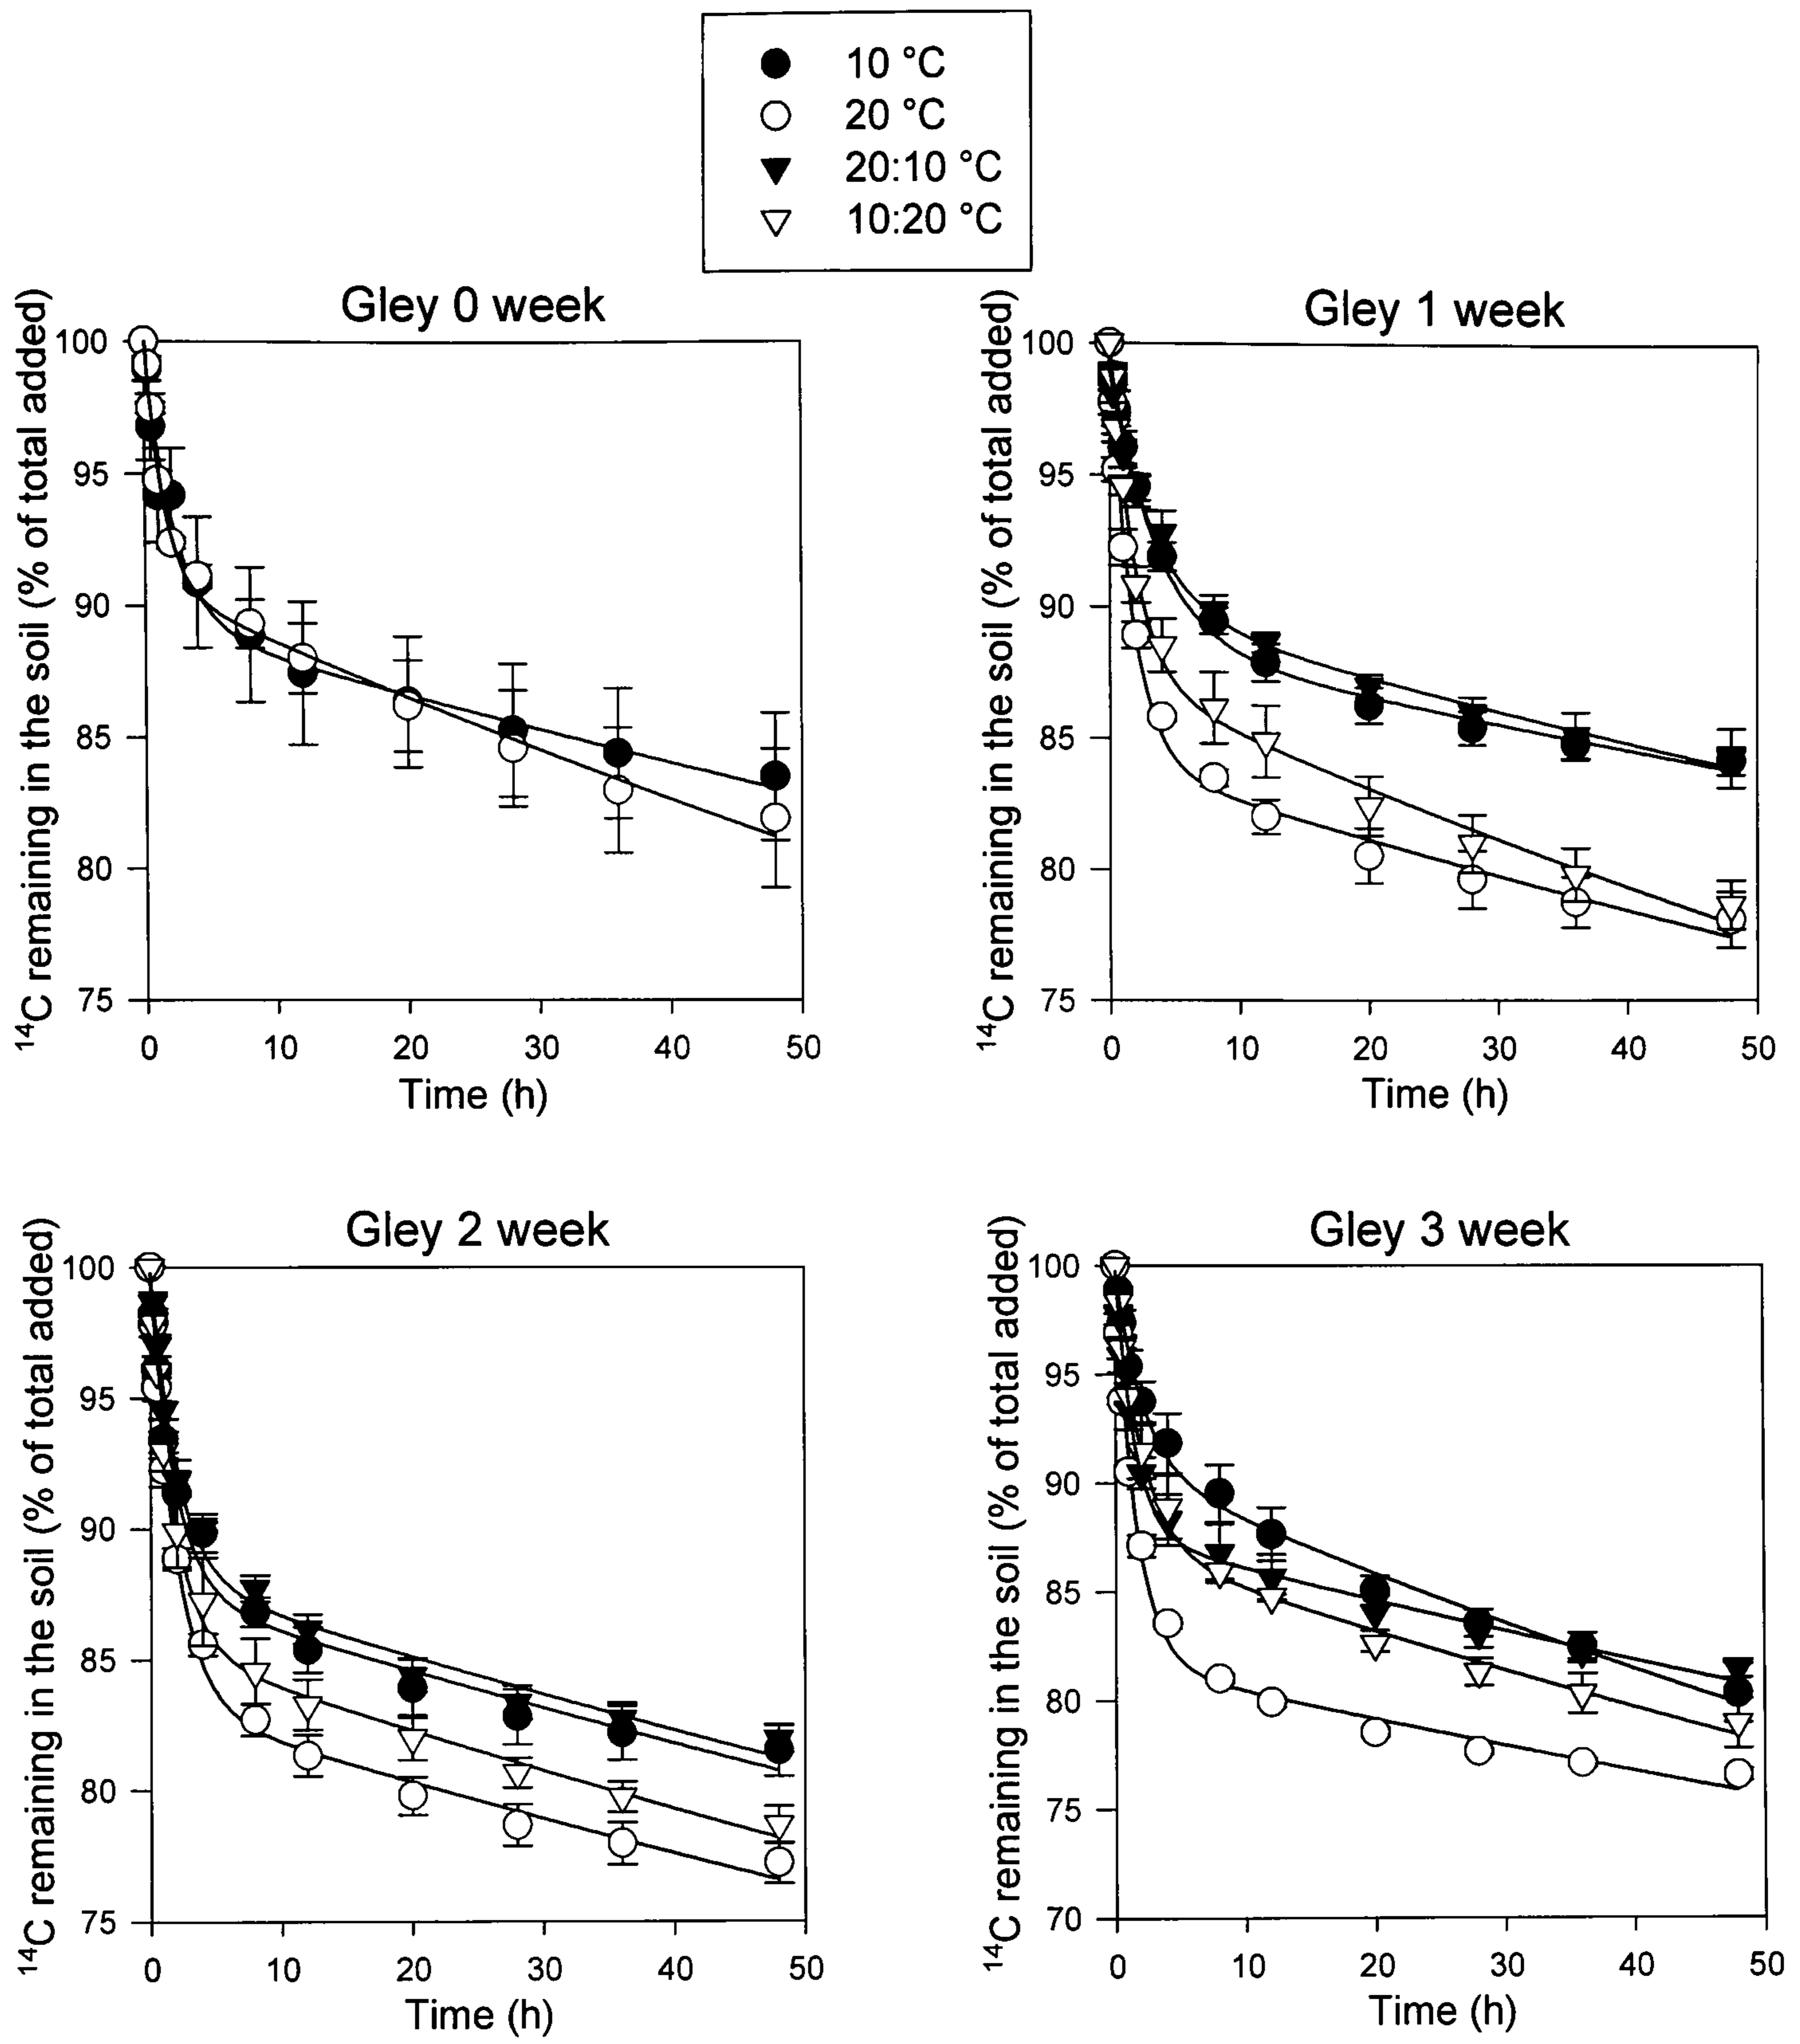 10 °C
20 °C
20:10 °C
10:20 °C
Gley 0 week
¹⁴C remaining in the soil (% of total added)
100
95
90
85
80
75
0 10 20 30 40 50
Time (h)
Gley 1 week
¹⁴C remaining in the soil (% of total added)
100
95
90
85
80
75
0 10 20 30 40 50
Time (h)
Gley 2 week
¹⁴C remaining in the soil (% of total added)
100
95
90
85
80
75
0 10 20 30 40 50
Time (h)
Gley 3 week
¹⁴C remaining in the soil (% of total added)
100
95
90
85
80
75
70
0 10 20 30 40 50
Time (h)